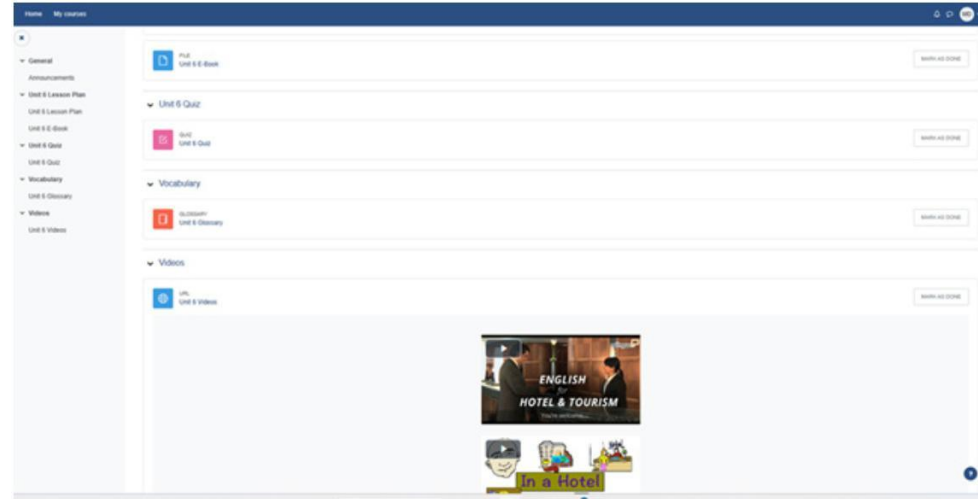 Home My courses
MD
General
Announcements
Unit 6 Lesson Plan
Unit 6 Lesson Plan
Unit 6 E-Book
Unit 6 Quiz
Unit 6 Quiz
Vocabulary
Unit 6 Glossary
Videos
Unit 6 Videos
FILE
Unit 6 E-Book
MARK AS DONE
Unit 6 Quiz
QUIZ
Unit 6 Quiz
MARK AS DONE
Vocabulary
GLOSSARY
Unit 6 Glossary
MARK AS DONE
Videos
URL
Unit 6 Videos
MARK AS DONE
ENGLISH
for
HOTEL & TOURISM
In a Hotel
?